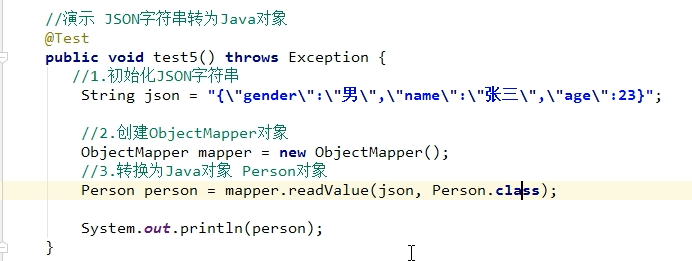 //演示 JSON字符串转为Java对象
@Test
public void test5() throws Exception {
//1.初始化JSON字符串
String json = "{\"gender\":\"男\",\"name\":\"张三\",\"age\":23}";
//2.创建ObjectMapper对象
ObjectMapper mapper = new ObjectMapper();
//3.转换为Java对象 Person对象
Person person = mapper.readValue(json, Person.class);
System.out.println(person);
}